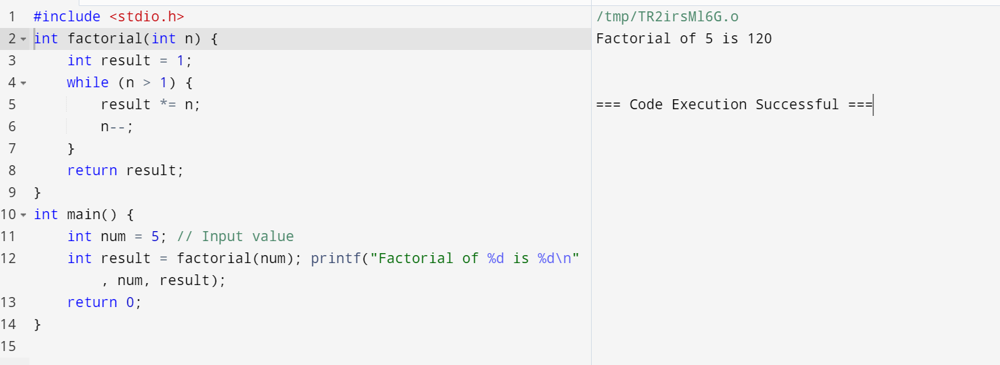 1 #include <stdio.h>
2 int factorial(int n) {
3     int result = 1;
4     while (n > 1) {
5         result *= n;
6         n--;
7     }
8     return result;
9 }
10 int main() {
11     int num = 5; // Input value
12     int result = factorial(num); printf("Factorial of %d is %d\n"
        , num, result);
13     return 0;
14 }
15
/tmp/TR2irsMl6G.o
Factorial of 5 is 120
=== Code Execution Successful ===